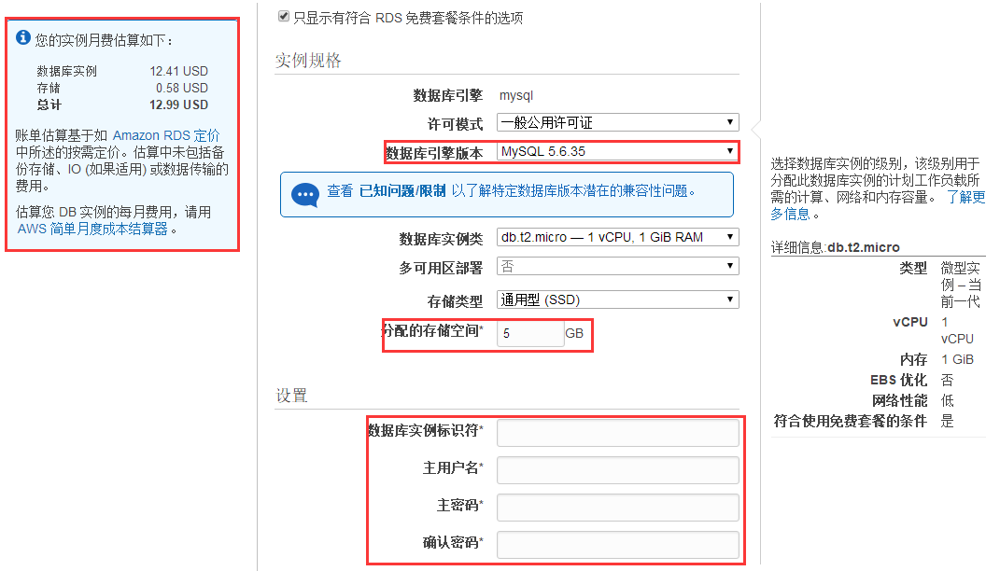 您的实例月费估算如下：
数据库实例 12.41 USD
存储 0.58 USD
总计 12.99 USD
账单估算基于如 Amazon RDS 定价
中所述的按需定价。估算中未包括备
份存储、IO (如果适用) 或数据传输的
费用。
估算您 DB 实例的每月费用，请用
AWS 简单月度成本结算器 。
只显示有符合 RDS 免费套餐条件的选项
实例规格
数据库引擎 mysql
许可模式 一般公用许可证
数据库引擎版本 MySQL 5.6.35
查看 已知问题/限制 以了解特定数据库版本潜在的兼容性问题。
数据库实例类 db.t2.micro — 1 vCPU, 1 GiB RAM
多可用区部署 否
存储类型 通用型 (SSD)
分配的存储空间* 5 GB
设置
数据库实例标识符*
主用户名*
主密码*
确认密码*
选择数据库实例的级别，该级别用于
分配此数据库实例的计划工作负载所
需的计算、网络和内存容量。 了解更
多信息 。
详细信息:db.t2.micro
类型 微型实
例 – 当
前一代
vCPU 1
vCPU
内存 1 GiB
EBS 优化 否
网络性能 低
符合使用免费套餐的条件 是